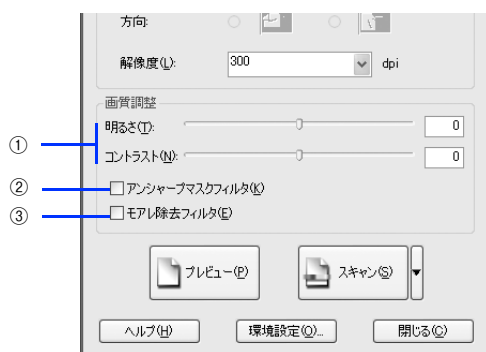 方向:
解像度(L): 300 dpi
画質調整
① 明るさ(T): 0
コントラスト(N): 0
② アンシャープマスクフィルタ(K)
③ モアレ除去フィルタ(E)
プレビュー(P) スキャン(S)
ヘルプ(H) 環境設定(O)... 閉じる(C)